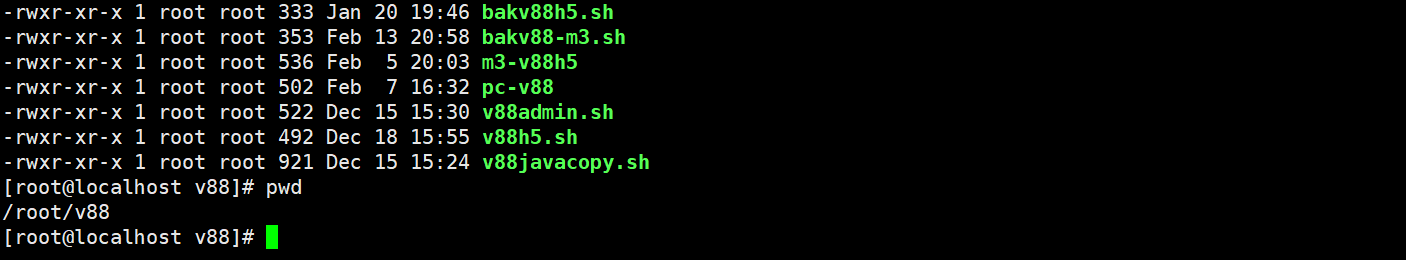 -rwxr-xr-x 1 root root 333 Jan 20 19:46 bakv88h5.sh
-rwxr-xr-x 1 root root 353 Feb 13 20:58 bakv88-m3.sh
-rwxr-xr-x 1 root root 536 Feb  5 20:03 m3-v88h5
-rwxr-xr-x 1 root root 502 Feb  7 16:32 pc-v88
-rwxr-xr-x 1 root root 522 Dec 15 15:30 v88admin.sh
-rwxr-xr-x 1 root root 492 Dec 18 15:55 v88h5.sh
-rwxr-xr-x 1 root root 921 Dec 15 15:24 v88javacopy.sh
[root@localhost v88]# pwd
/root/v88
[root@localhost v88]#